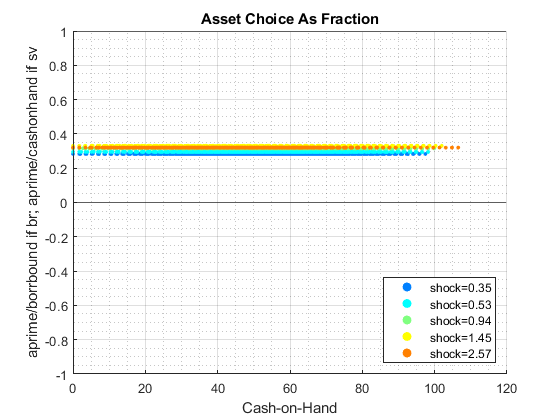 Asset Choice As Fraction
aprime/borrbound if br; aprime/cashonhand if sv
1
0.8
0.6
0.4
0.2
0
-0.2
-0.4
-0.6
-0.8
-1
shock=0.35
shock=0.53
shock=0.94
shock=1.45
shock=2.57
0 20 40 60 80 100 120
Cash-on-Hand